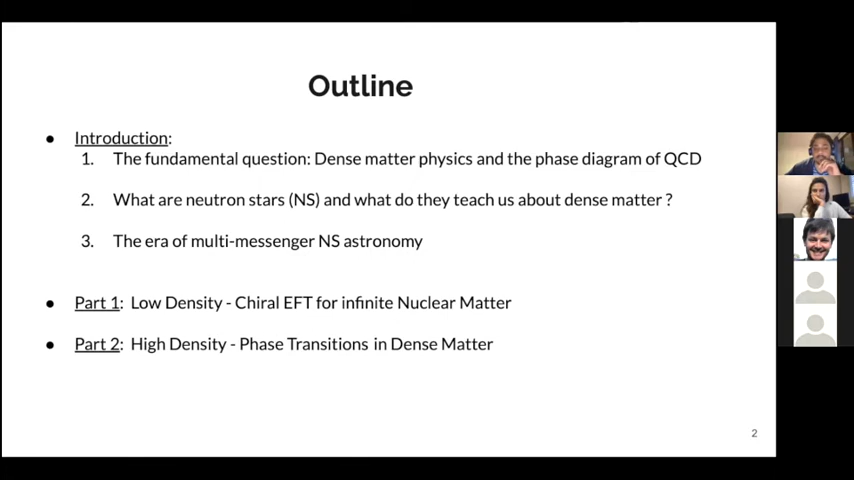 Outline
● Introduction:
1. The fundamental question: Dense matter physics and the phase diagram of QCD
2. What are neutron stars (NS) and what do they teach us about dense matter ?
3. The era of multi-messenger NS astronomy
● Part 1: Low Density - Chiral EFT for infinite Nuclear Matter
● Part 2: High Density - Phase Transitions in Dense Matter
2